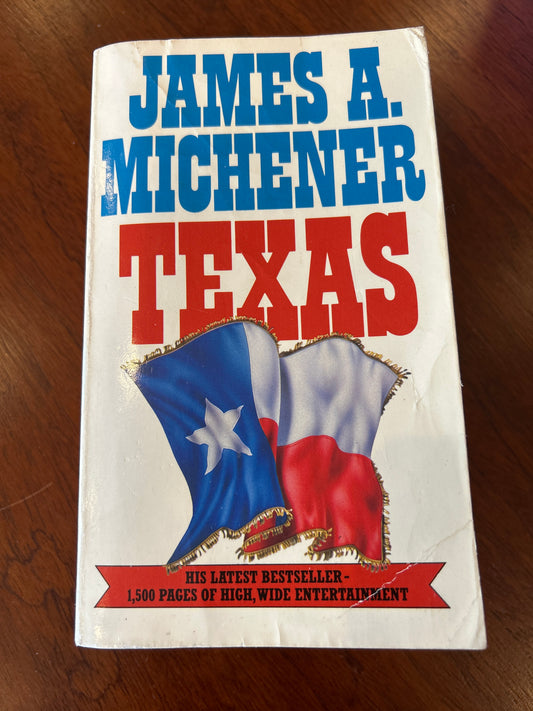 JAMES A.
MICHENER
TEXAS
HIS LATEST BESTSELLER-
1,500 PAGES OF HIGH, WIDE ENTERTAINMENT